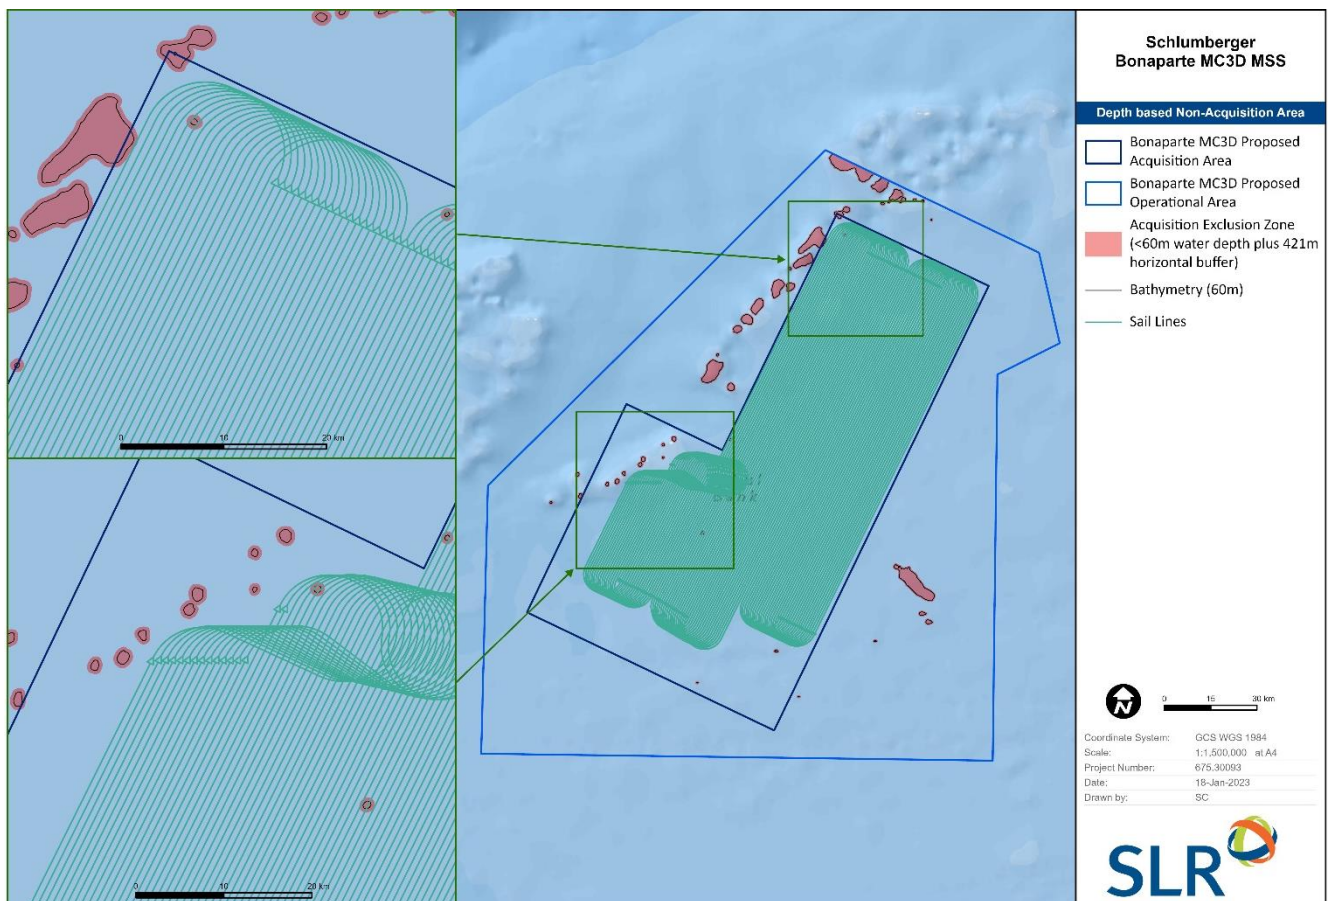 Schlumberger
Bonaparte MC3D MSS
Depth based Non-Acquisition Area
Bonaparte MC3D Proposed
Acquisition Area
Bonaparte MC3D Proposed
Operational Area
Acquisition Exclusion Zone
(<60m water depth plus 421m
horizontal buffer)
Bathymetry (60m)
Sail Lines
0 10 20 km
0 10 20 km
N
0 15 30 km
Coordinate System: GCS WGS 1984
Scale: 1:1,500,000 at A4
Project Number: 675.30093
Date: 18-Jan-2023
Drawn by: SC
SLR